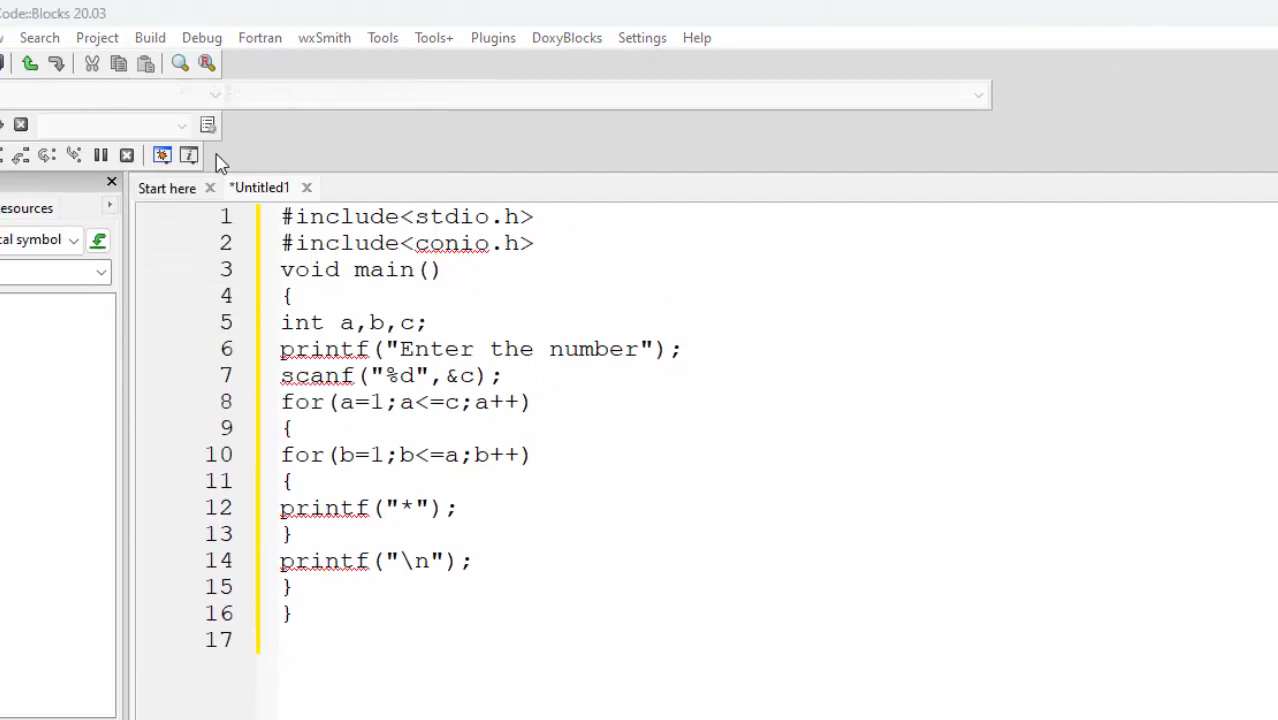 Code::Blocks 20.03
Search Project Build Debug Fortran wxSmith Tools Tools+ Plugins DoxyBlocks Settings Help
Start here *Untitled1
esources
cal symbol
1 #include<stdio.h>
2 #include<conio.h>
3 void main()
4 {
5 int a,b,c;
6 printf("Enter the number");
7 scanf("%d",&c);
8 for(a=1;a<=c;a++)
9 {
10 for(b=1;b<=a;b++)
11 {
12 printf("*");
13 }
14 printf("\n");
15 }
16 }
17